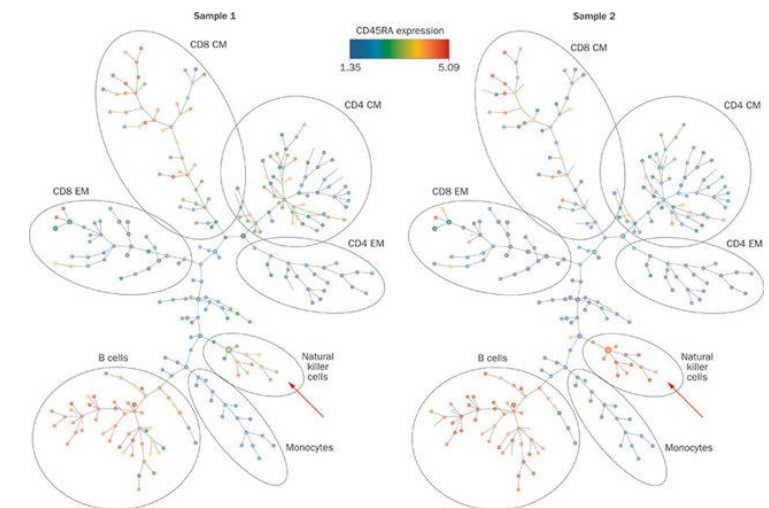 Sample 1
CD45RA expression
1.35 5.09
Sample 2
CD8 CM
CD4 CM
CD8 EM
CD4 EM
B cells
Natural
killer
cells
Monocytes
CD8 CM
CD4 CM
CD8 EM
CD4 EM
B cells
Natural
killer
cells
Monocytes